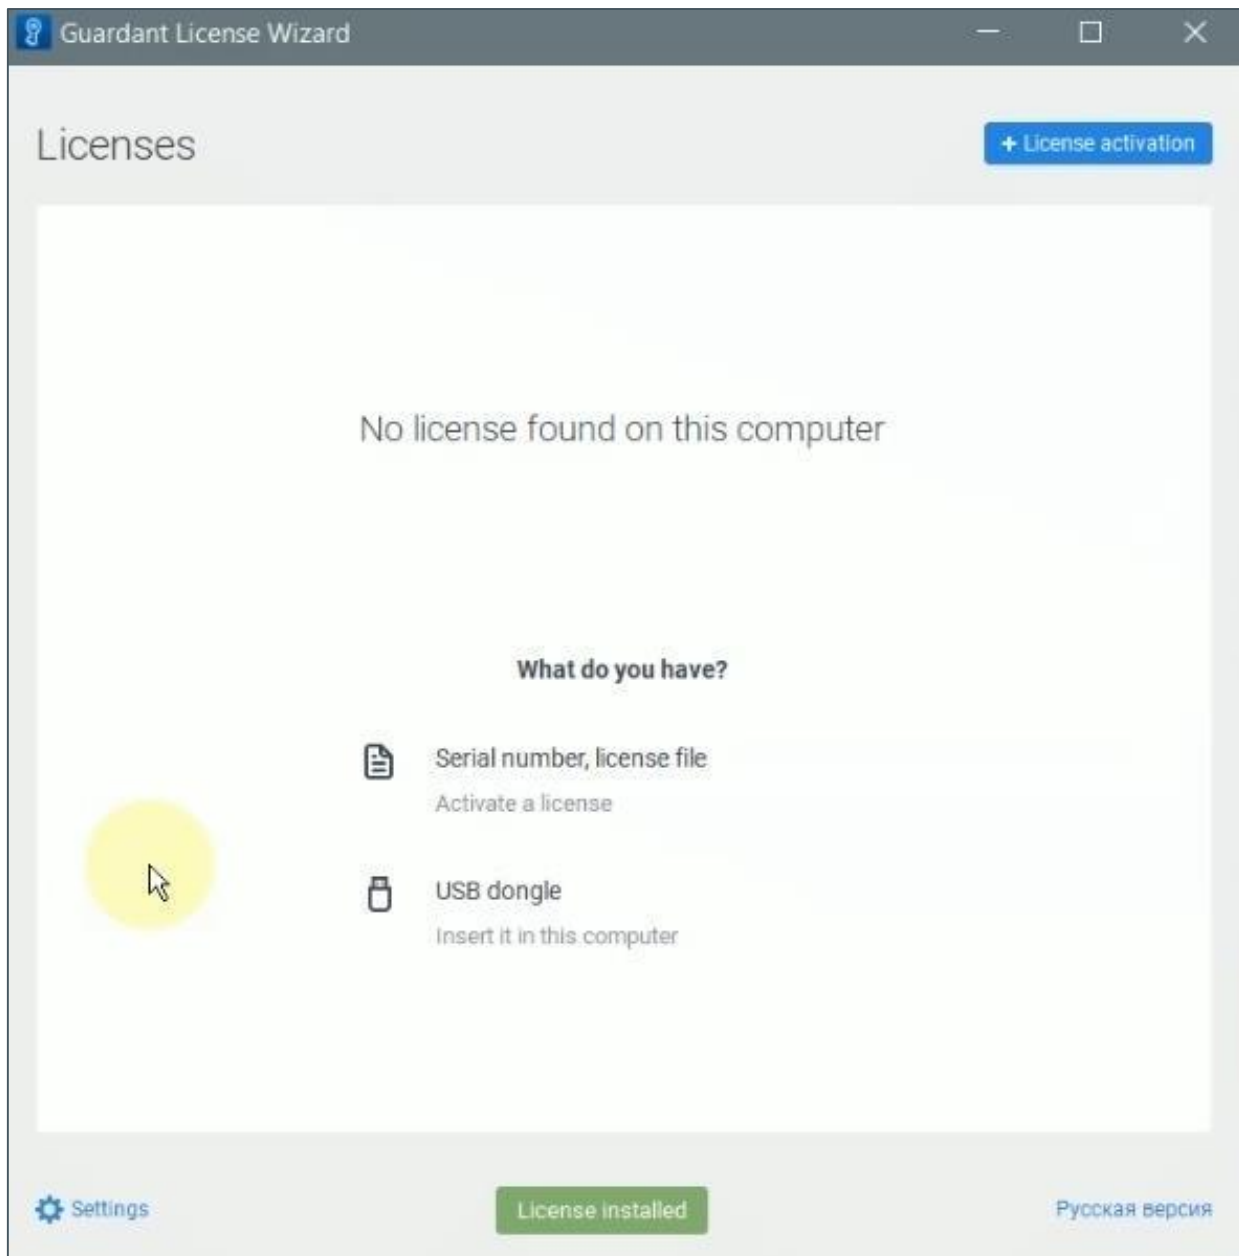 Guardant License Wizard
Licenses
+ License activation
No license found on this computer
What do you have?
Serial number, license file
Activate a license
USB dongle
Insert it in this computer
Settings
License installed
Русская версия